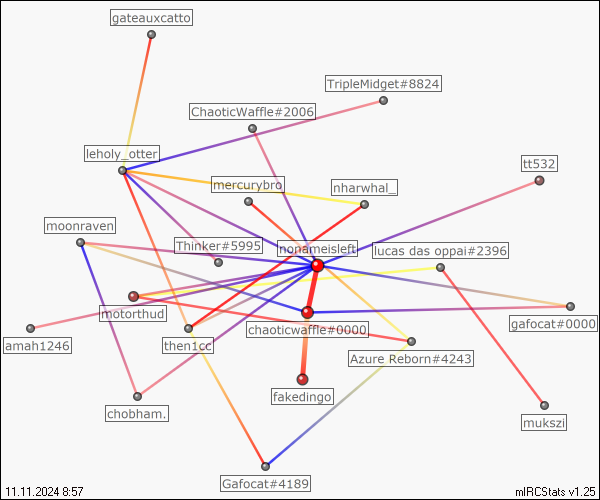 gateauxcatto
TripleMidget#8824
ChaoticWaffle#2006
leholy_otter
tt532
mercurybro
nharwhal_
moonraven
Thinker#5995
nonameisleft
lucas das oppai#2396
motorthud
chaoticwaffle#0000
gafocat#0000
amah1246
then1cc
Azure Reborn#4243
fakedingo
chobham.
mukszi
Gafocat#4189
11.11.2024 8:57
mIRCStats v1.25